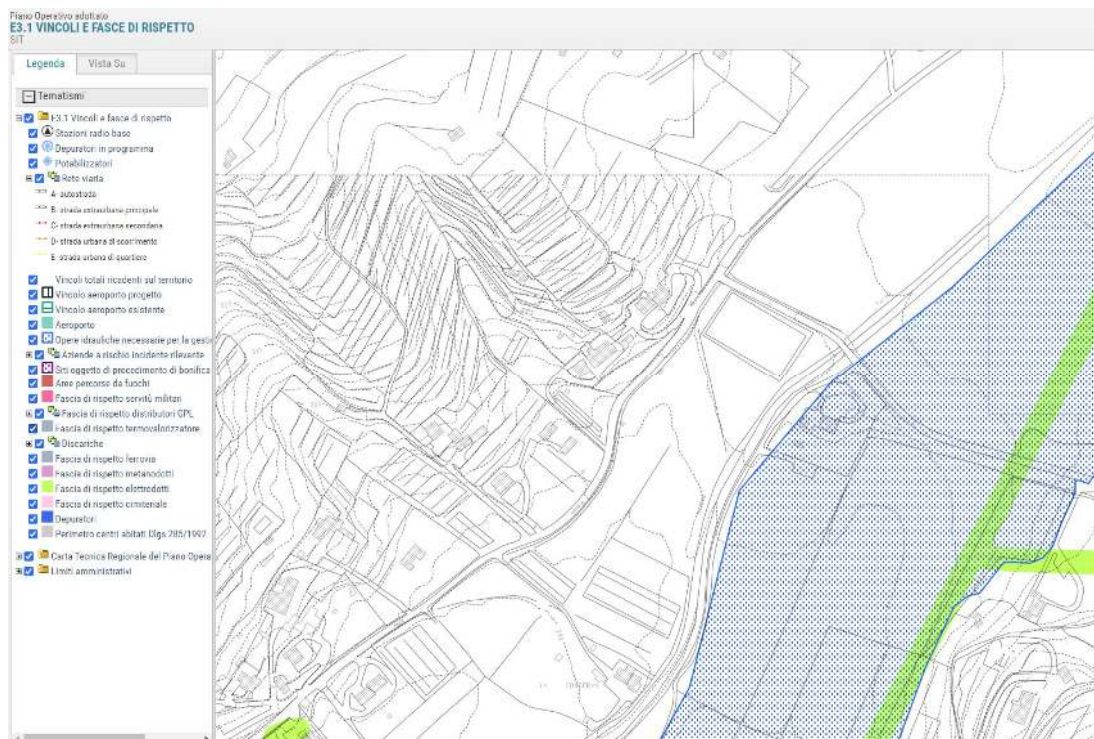 Piano Operativo adottato
E3.1 VINCOLI E FASCE DI RISPETTO
SIT
Legenda
Vista Su
Tematismi
E3.1 Vincoli e fasce di rispetto
Stazioni radio base
Depuratori in programma
Potabilizzatori
Rete viaria
A- autostrada
B- strada extraurbana principale
C- strada extraurbana secondaria
D- strada urbana di scorrimento
E- strada urbana di quartiere
Vincoli totali ricadenti sul territorio
Vincolo aeroporto progetto
Vincolo aeroporto esistente
Aeroporto
Opere idrauliche necessarie per la gesti
Aziende a rischio incidente rilevante
Siti oggetto di procedimento di bonifica
Aree percorse da fuochi
Fascia di rispetto servitù militari
Fascia di rispetto distributori GPL
Fascia di rispetto termovalorizzatore
Discariche
Fascia di rispetto ferrovia
Fascia di rispetto metanodotti
Fascia di rispetto elettrodotti
Fascia di rispetto cimiteriale
Depuratori
Perimetro centri abitati Dlgs 285/1992
Carta Tecnica Regionale del Piano Opera
Limiti amministrativi